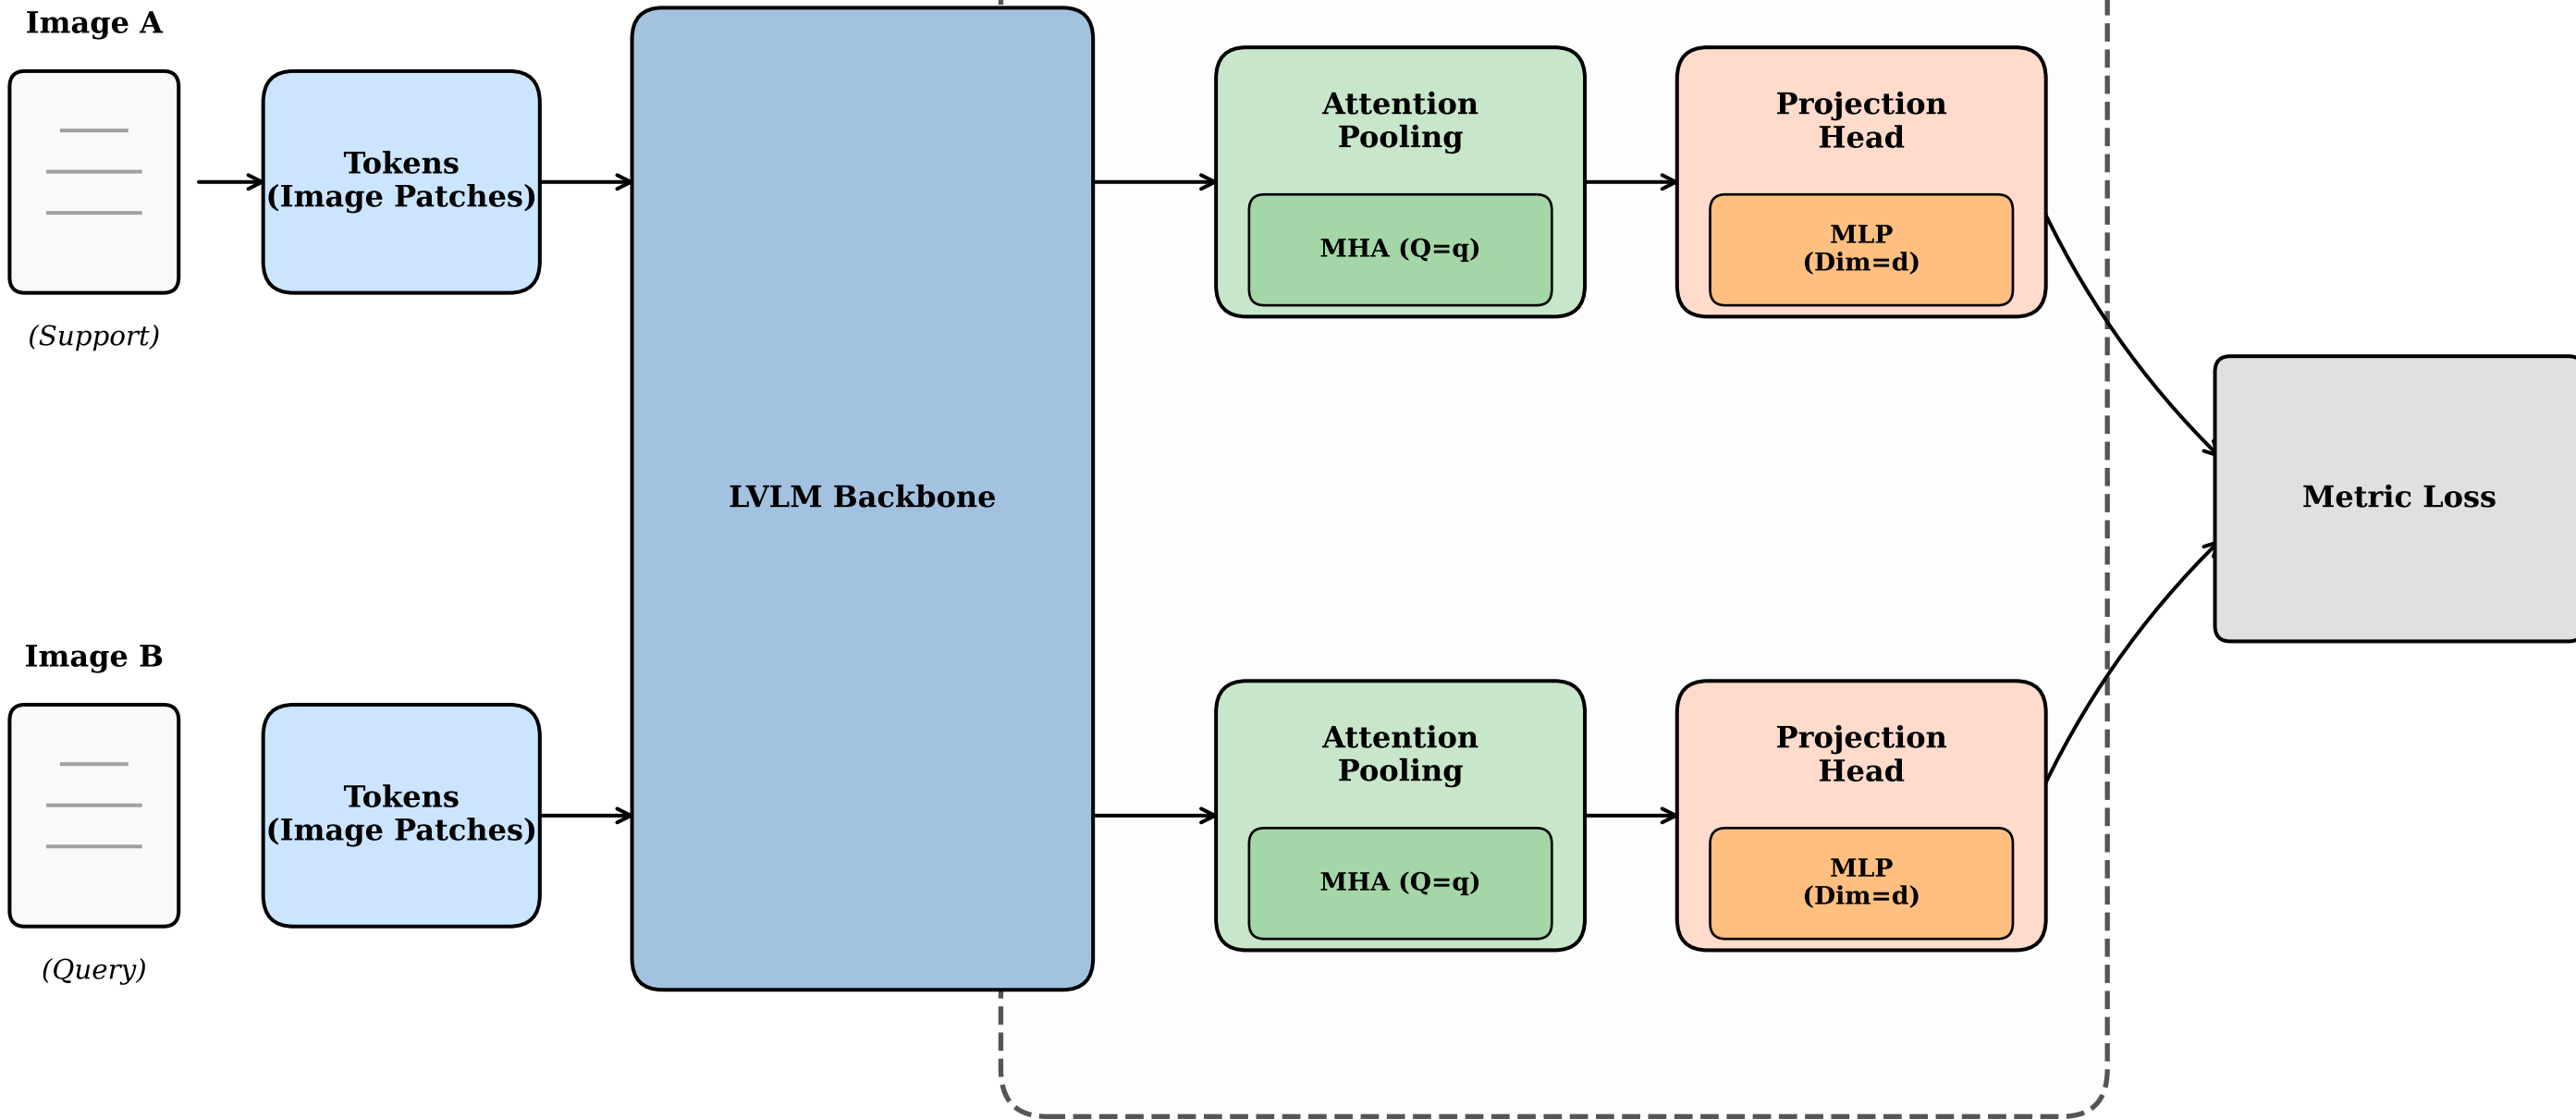 Image A
(Support)
Tokens
(Image Patches)
LVLM Backbone
Attention
Pooling
MHA (Q=q)
Projection
Head
MLP
(Dim=d)
Metric Loss
Image B
(Query)
Tokens
(Image Patches)
Attention
Pooling
MHA (Q=q)
Projection
Head
MLP
(Dim=d)